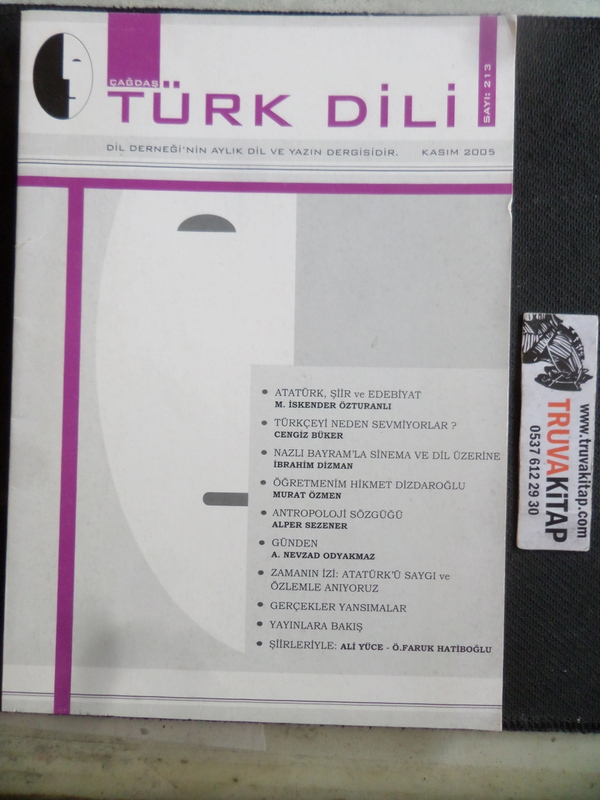 ÇAĞDAŞ
TÜRK DİLİ
SAYI: 213
DİL DERNEĞİ'NİN AYLIK DİL VE YAZIN DERGİSİDİR. KASIM 2005
• ATATÜRK, ŞİİR ve EDEBİYAT
M. İSKENDER ÖZTURANLI
• TÜRKÇEYİ NEDEN SEVMİYORLAR ?
CENGİZ BÜKER
• NAZLI BAYRAM'LA SİNEMA VE DİL ÜZERİNE
İBRAHİM DİZMAN
• ÖĞRETMENİM HİKMET DİZDAROĞLU
MURAT ÖZMEN
• ANTROPOLOJİ SÖZGÜĞÜ
ALPER SEZENER
• GÜNDEN
A. NEVZAD ODYAKMAZ
• ZAMANIN İZİ: ATATÜRK'Ü SAYGI ve
ÖZLEMLE ANIYORUZ
• GERÇEKLER YANSIMALAR
• YAYINLARA BAKIŞ
• ŞİİRLERİYLE: ALİ YÜCE - Ö.FARUK HATİBOĞLU
www.truvakitap.com
TRUVAKİTAP
0537 612 29 30